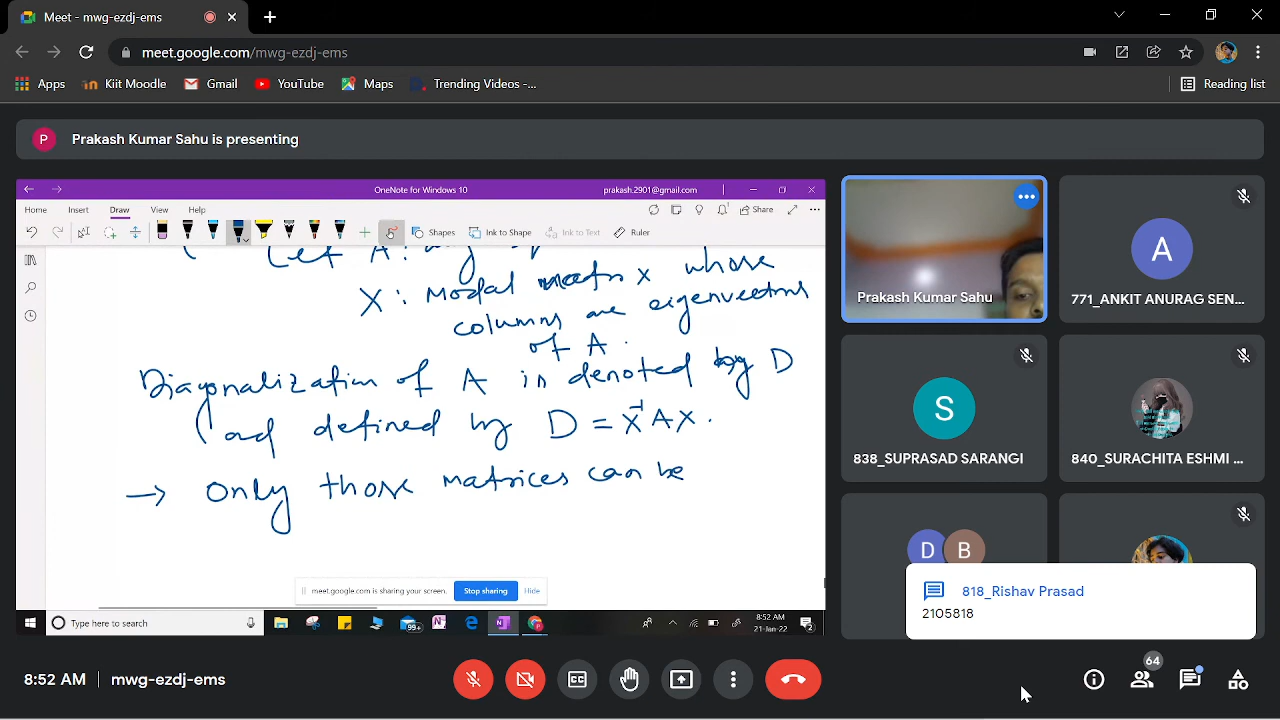 Meet - mwg-ezdj-ems
meet.google.com/mwg-ezdj-ems
Apps Kiit Moodle Gmail YouTube Maps Trending Videos -... Reading list
P Prakash Kumar Sahu is presenting
OneNote for Windows 10 prakash.2901@gmail.com
Home Insert Draw View Help Share
Shapes Ink to Shape Ink to Text Ruler
Let A: any
X: Modal matrix whose
columns are eigenvectors
of A.
Diagonalization of A is denoted by D
and defined by D = X⁻¹AX.
→ Only those matrices can be
meet.google.com is sharing your screen. Stop sharing Hide
Type here to search 99+ 8:52 AM
21-Jan-22 2
Prakash Kumar Sahu
A
771_ANKIT ANURAG SEN...
S
838_SUPRASAD SARANGI
840_SURACHITA ESHMI ...
D B
818_Rishav Prasad
2105818
8:52 AM mwg-ezdj-ems 64